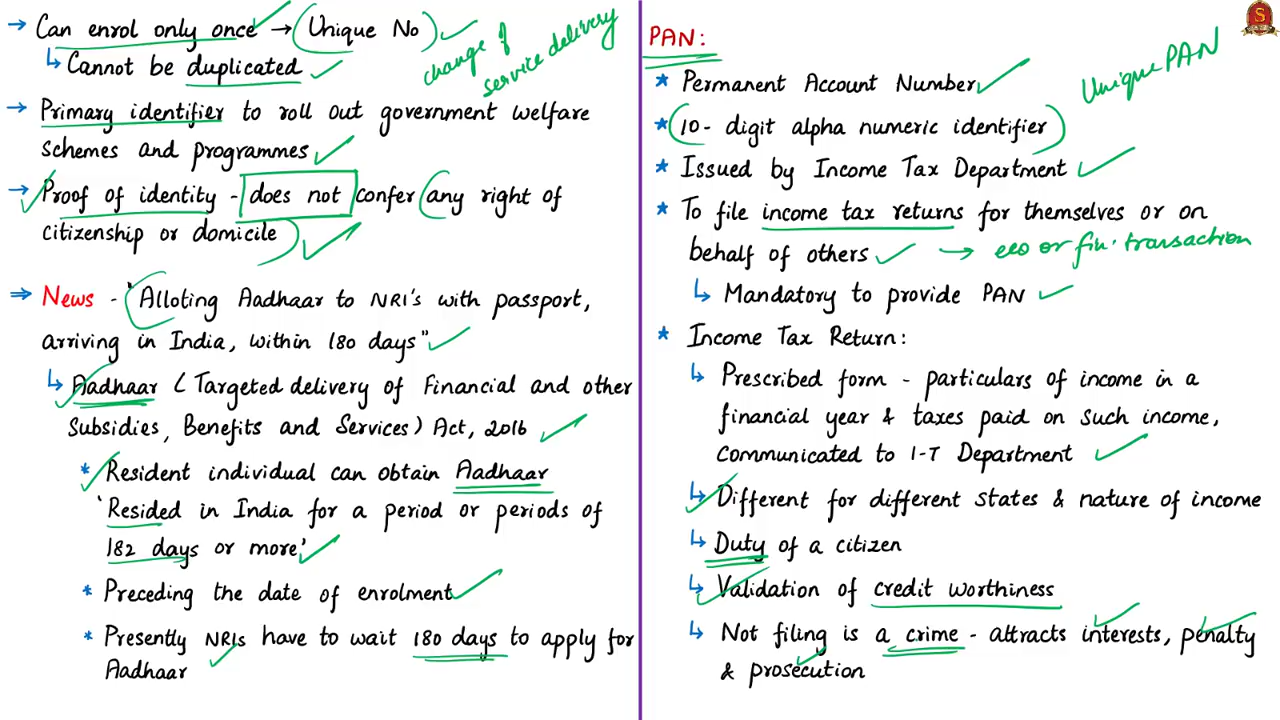 → Can enrol only once → (Unique No)
↳ Cannot be duplicated
change of
service delivery
→ Primary identifier to roll out government welfare
schemes and programmes
→ Proof of identity - does not confer any right of
citizenship or domicile
⇒ News - "Alloting Aadhaar to NRI's with passport,
arriving in India, within 180 days"
↳ Aadhaar (Targeted delivery of Financial and other
Subsidies, Benefits and Services) Act, 2016
* Resident individual can obtain Aadhaar
'Resided in India for a period or periods of
182 days or more'
* Preceding the date of enrolment
* Presently NRIs have to wait 180 days to apply for
Aadhaar
PAN:
Unique PAN
* Permanent Account Number
* 10- digit alpha numeric identifier
* Issued by Income Tax Department
* To file income tax returns for themselves or on
behalf of others → eco or fin. transaction
↳ Mandatory to provide PAN
* Income Tax Return:
↳ Prescribed form - particulars of income in a
financial year & taxes paid on such income,
communicated to I-T Department
↳ Different for different states & nature of income
↳ Duty of a citizen
↳ Validation of credit worthiness
↳ Not filing is a crime - attracts interests, penalty
& prosecution
S